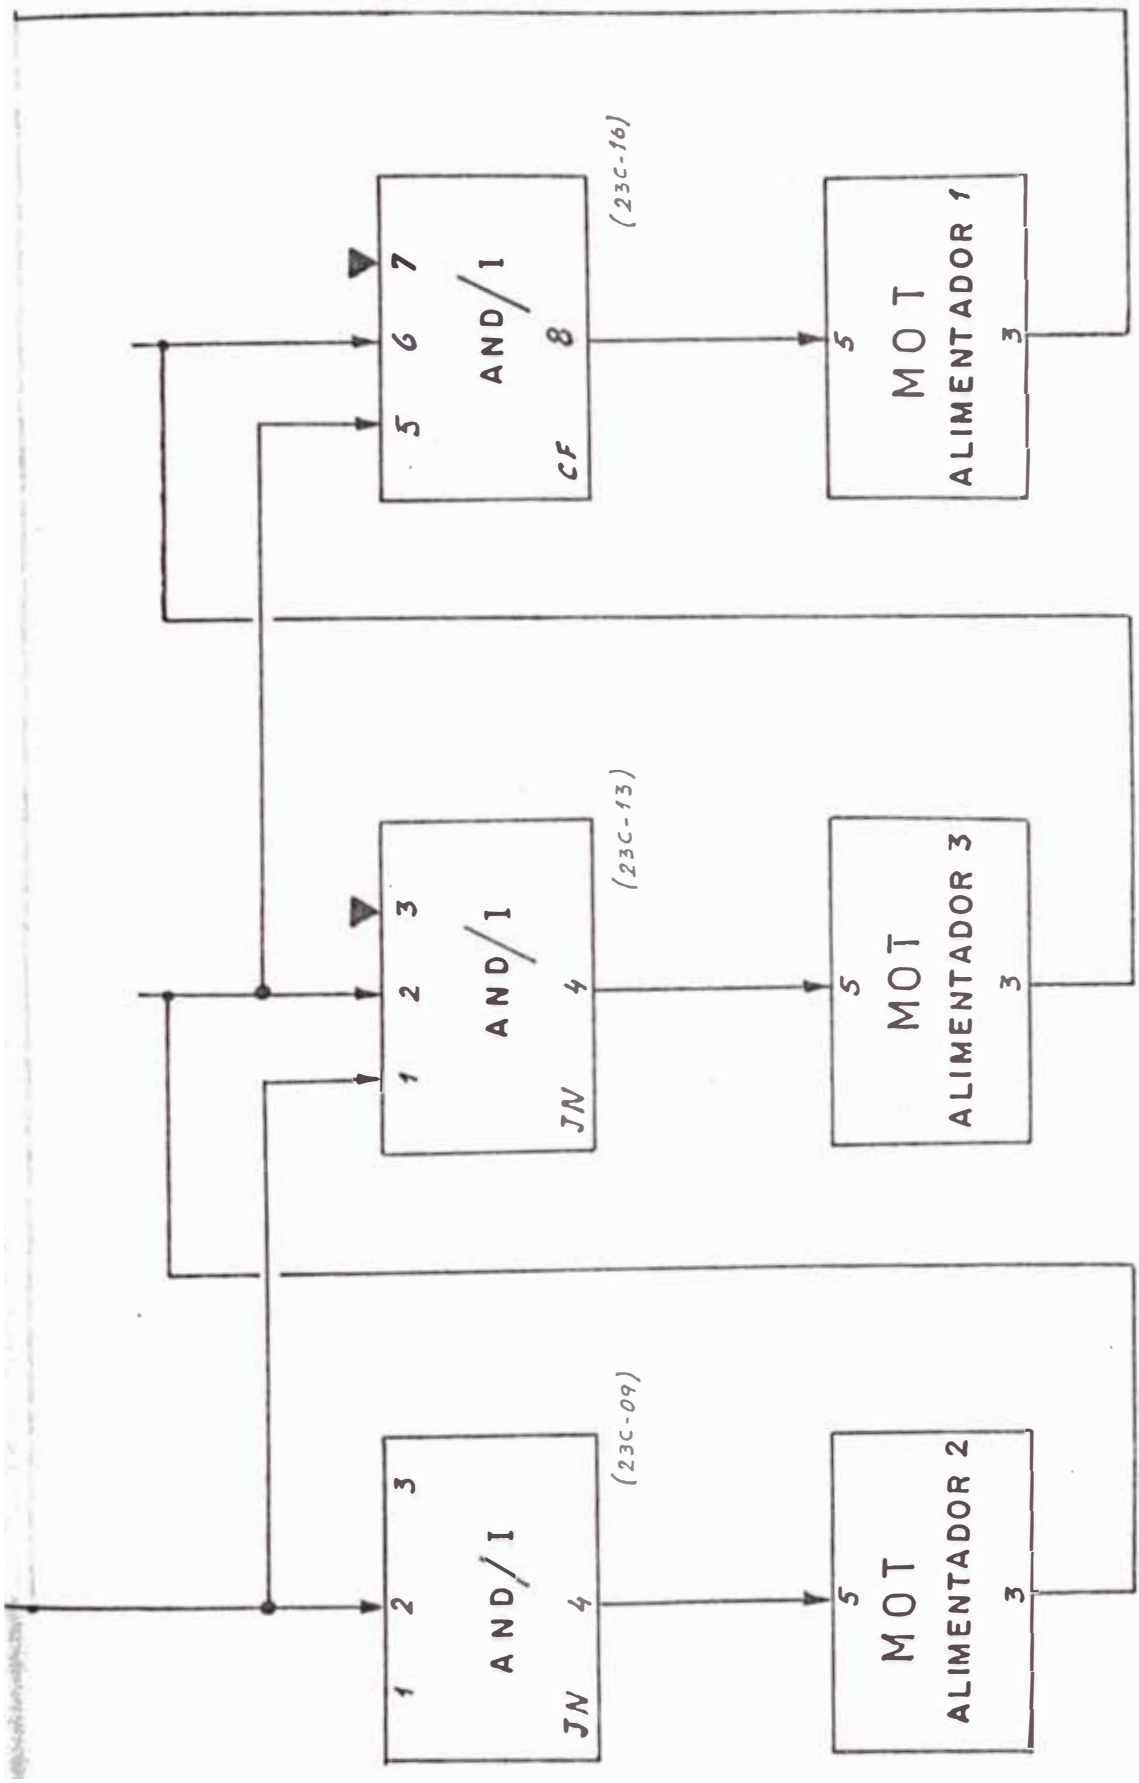 1 2 3
AND/I
JN 4
(23C-09)
5
MOT
ALIMENTADOR 2
3
1 2 3
AND/I
JN 4
(23C-13)
5
MOT
ALIMENTADOR 3
3
5 6 7
AND/I
CF 8
(23C-16)
5
MOT
ALIMENTADOR 1
3